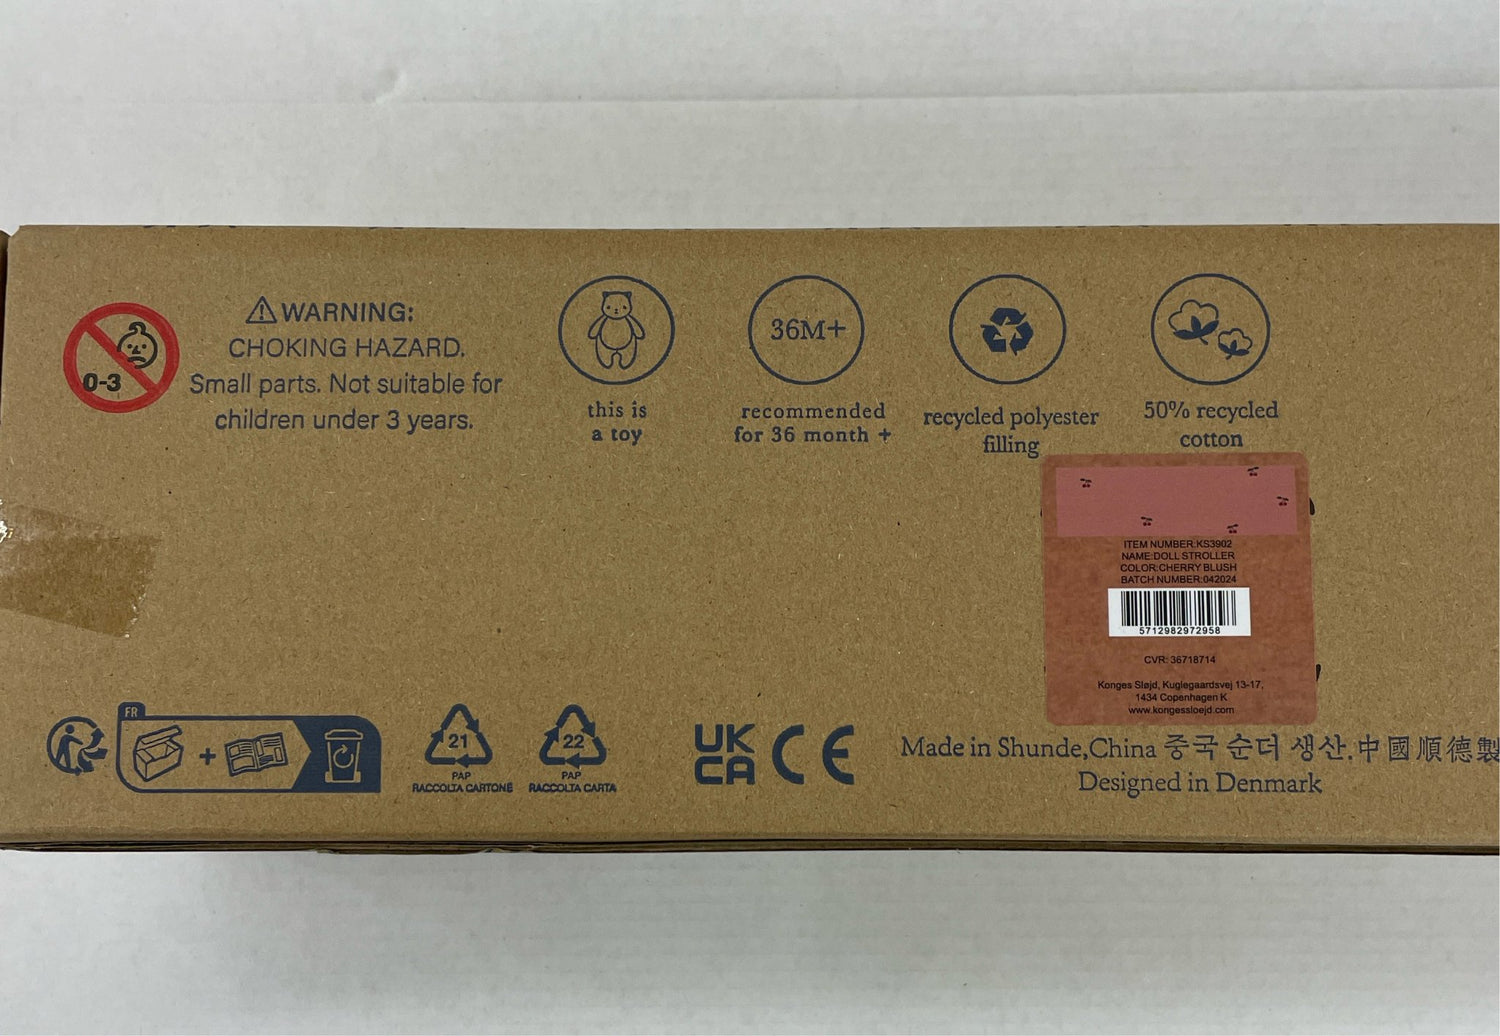 0-3
WARNING:
CHOKING HAZARD.
Small parts. Not suitable for
children under 3 years.
this is
a toy
36M+
recommended
for 36 month +
recycled polyester
filling
50% recycled
cotton
ITEM NUMBER:KS3902
NAME:DOLL STROLLER
COLOR:CHERRY BLUSH
BATCH NUMBER:042024
5712982972958
CVR: 36718714
Konges Sløjd, Kuglegaardsvej 13-17,
1434 Copenhagen K
www.kongessloejd.com
FR
+
21
PAP
RACCOLTA CARTONE
22
PAP
RACCOLTA CARTA
UK
CA
CE
Made in Shunde,China 중국 순더 생산.中國順德製
Designed in Denmark